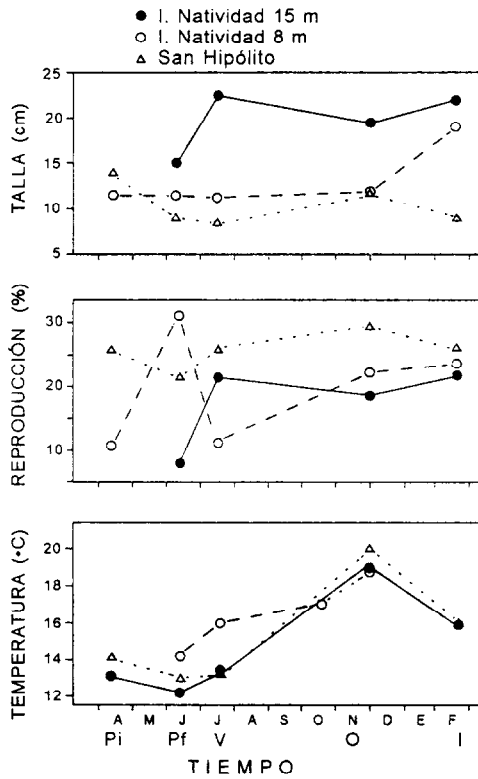 I. Natividad 15 m
I. Natividad 8 m
San Hipólito
TALLA (cm)
25
20
15
10
5
REPRODUCCIÓN (%)
30
20
10
TEMPERATURA (•C)
20
18
16
14
12
A M J J A S O N D E F
Pi Pf V O I
TIEMPO